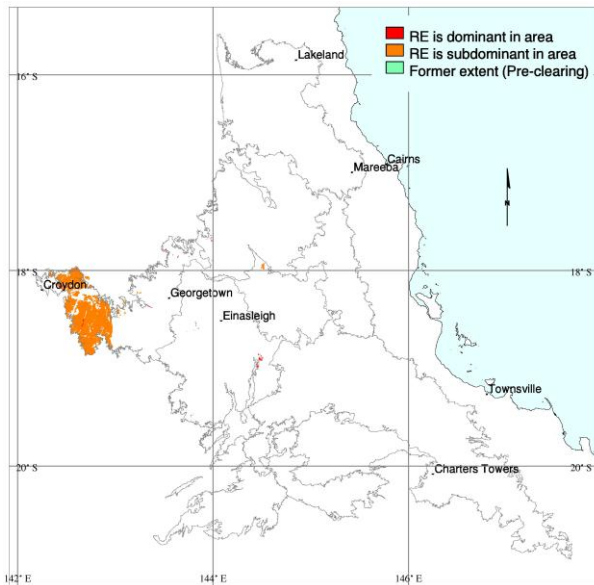 RE is dominant in area
RE is subdominant in area
Former extent (Pre-clearing)
Lakeland
16° S
Cairns
Mareeba
N
18° S
18° S
Croydon
Georgetown
Einasleigh
Townsville
20° S
Charters Towers
20° S
142° E
144° E
146° E